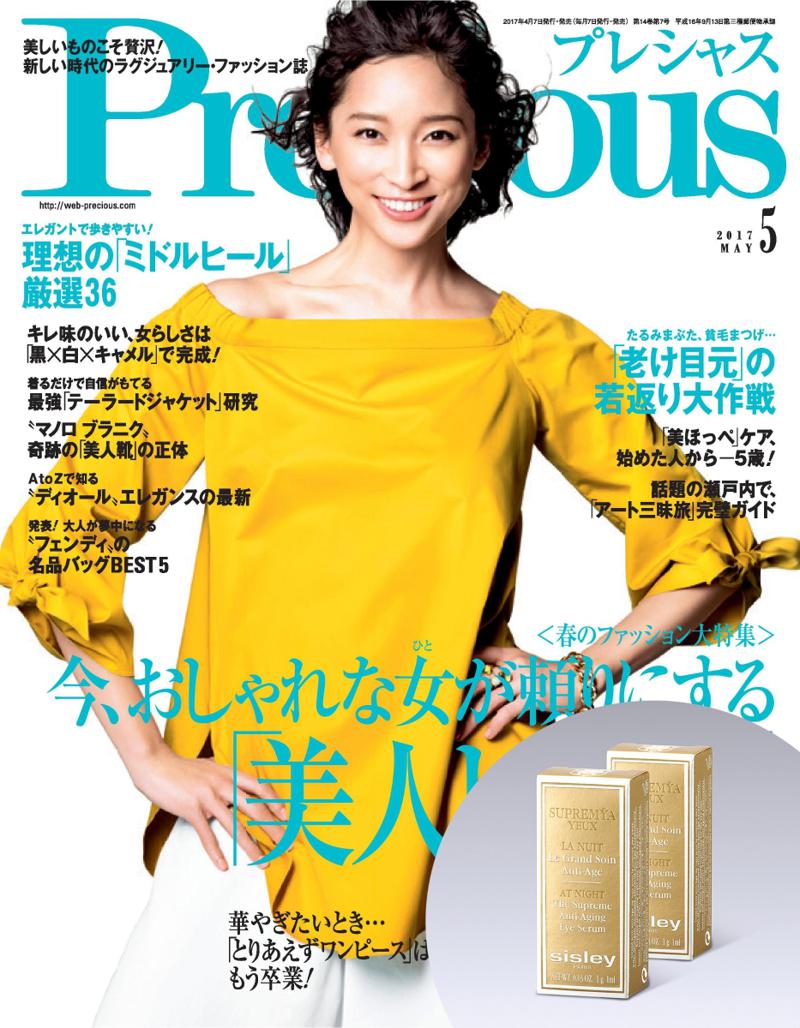 2017年4月7日発行・発売(毎月7日発行・発売) 第14巻第7号 平成16年9月13日第三種郵便物承認
美しいものこそ贅沢!
新しい時代のラグジュアリー・ファッション誌
プレシャス
Precious
http://web-precious.com
2017
MAY
5
エレガントで歩きやすい!
理想の「ミドルヒール」
厳選36
キレ味のいい、女らしさは
「黒×白×キャメル」で完成!
着るだけで自信がもてる
最強「テーラードジャケット」研究
〝マノロ ブラニク〟
奇跡の「美人靴」の正体
AtoZで知る
〝ディオール〟エレガンスの最新
発表! 大人が夢中になる
〝フェンディ〟の
名品バッグBEST5
たるみまぶた、貧毛まつげ…
「老け目元」の
若返り大作戦
「美ほっぺ」ケア、
始めた人から―5歳!
話題の瀬戸内で、
「アート三昧旅」完璧ガイド
<春のファッション大特集>
ひと
今、おしゃれな女が頼りにする
「美人
華やぎたいとき…
「とりあえずワンピース」は
もう卒業!
SUPREMŸA
YEUX
LA NUIT
Le Grand Soin
Anti-Age
AT NIGHT
The Supreme
Anti-Aging
Eye Serum
sisley
PARIS
NET WT. 0.03 OZ. 1g 1ml